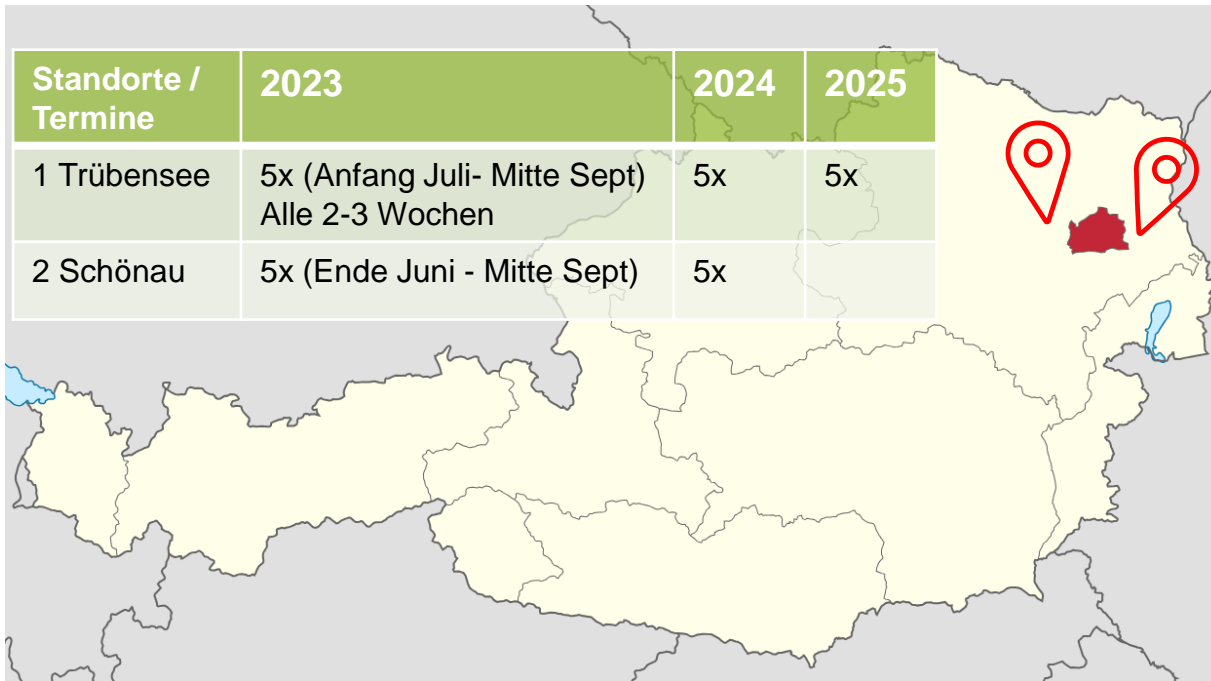 Standorte / Termine 2023 2024 2025
1 Trübensee 5x (Anfang Juli- Mitte Sept) 5x 5x
Alle 2-3 Wochen
2 Schönau 5x (Ende Juni - Mitte Sept) 5x